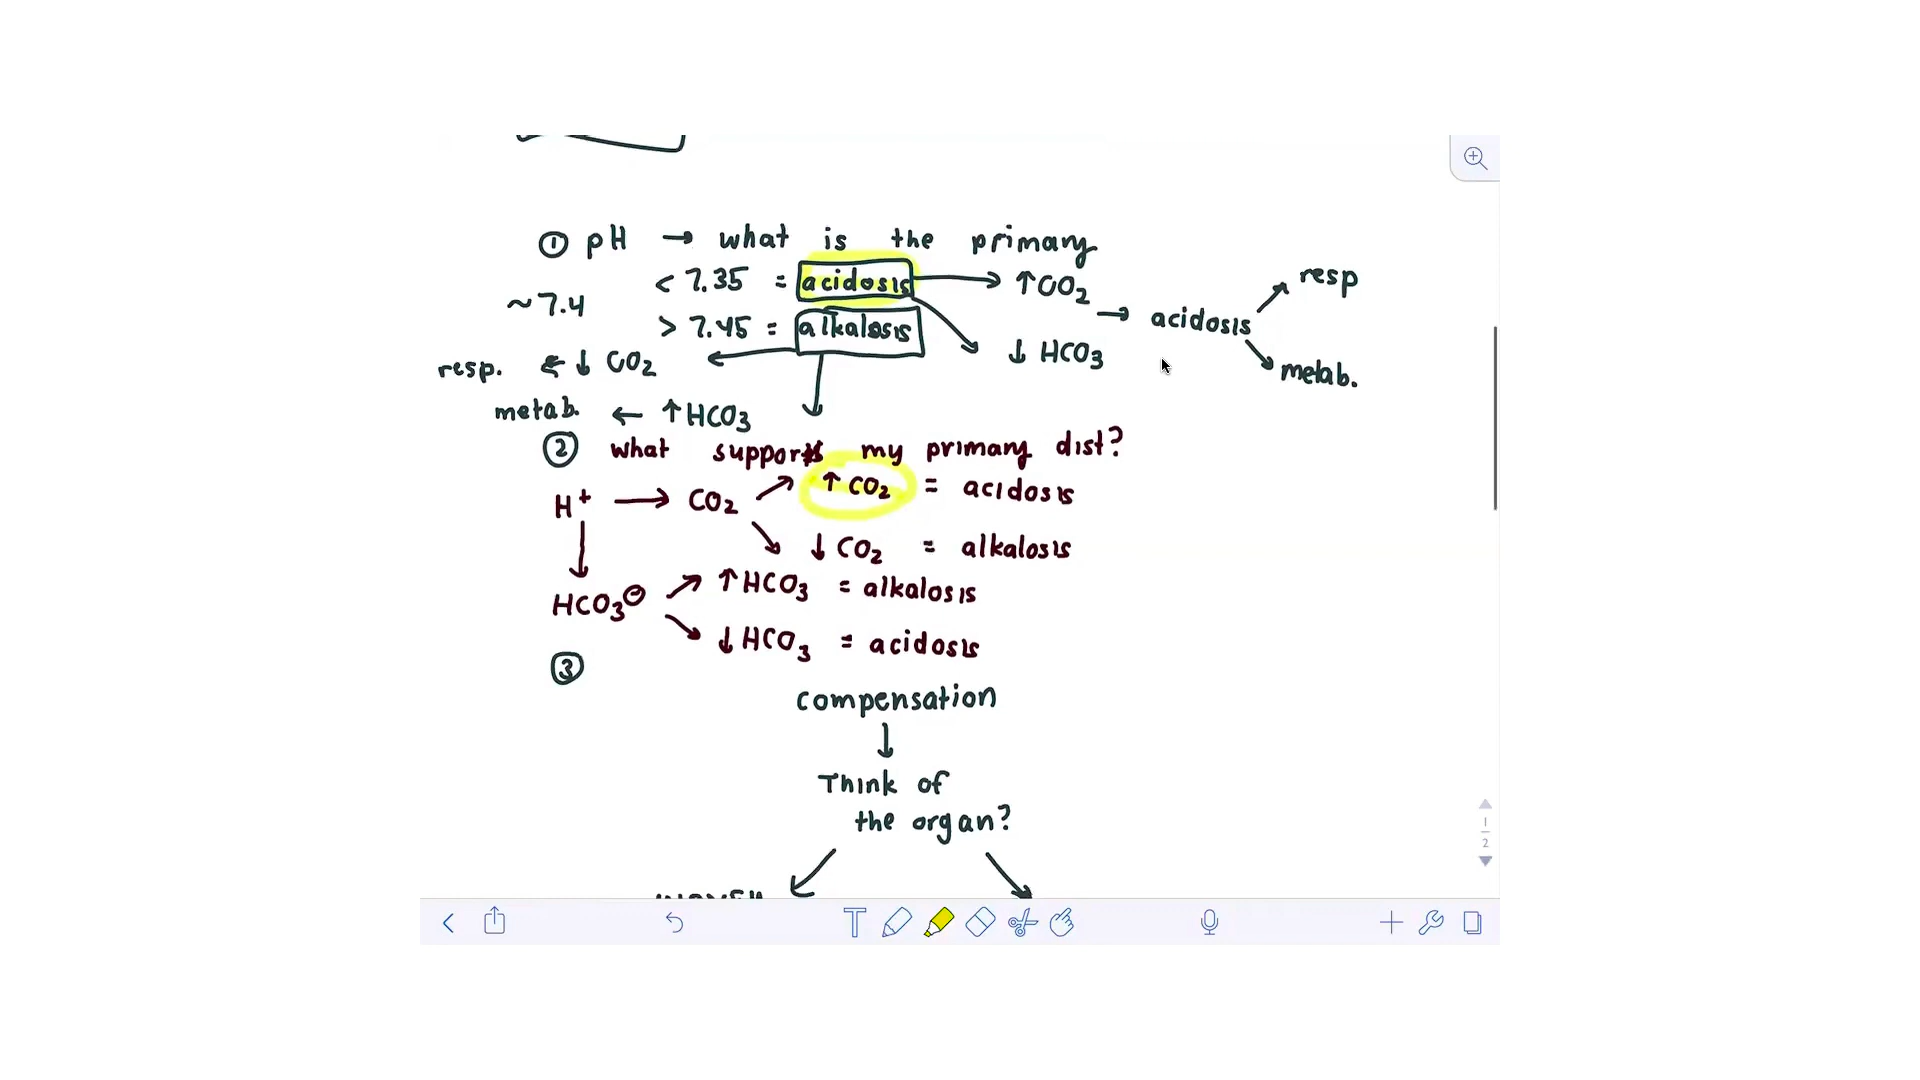 ① pH → what is the primary
< 7.35 = acidosis → ↑CO2
~7.4
> 7.45 = alkalosis
↓ HCO3
→ acidosis
resp
metab.
resp. ← ↓ CO2
metab. ← ↑HCO3
② what supports my primary dist?
H+ → CO2 ↗ ↑CO2 = acidosis
↘ ↓CO2 = alkalosis
↓
HCO3⊖ ↗ ↑HCO3 = alkalosis
↘ ↓HCO3 = acidosis
③
compensation
↓
Think of
the organ?
T
1
2